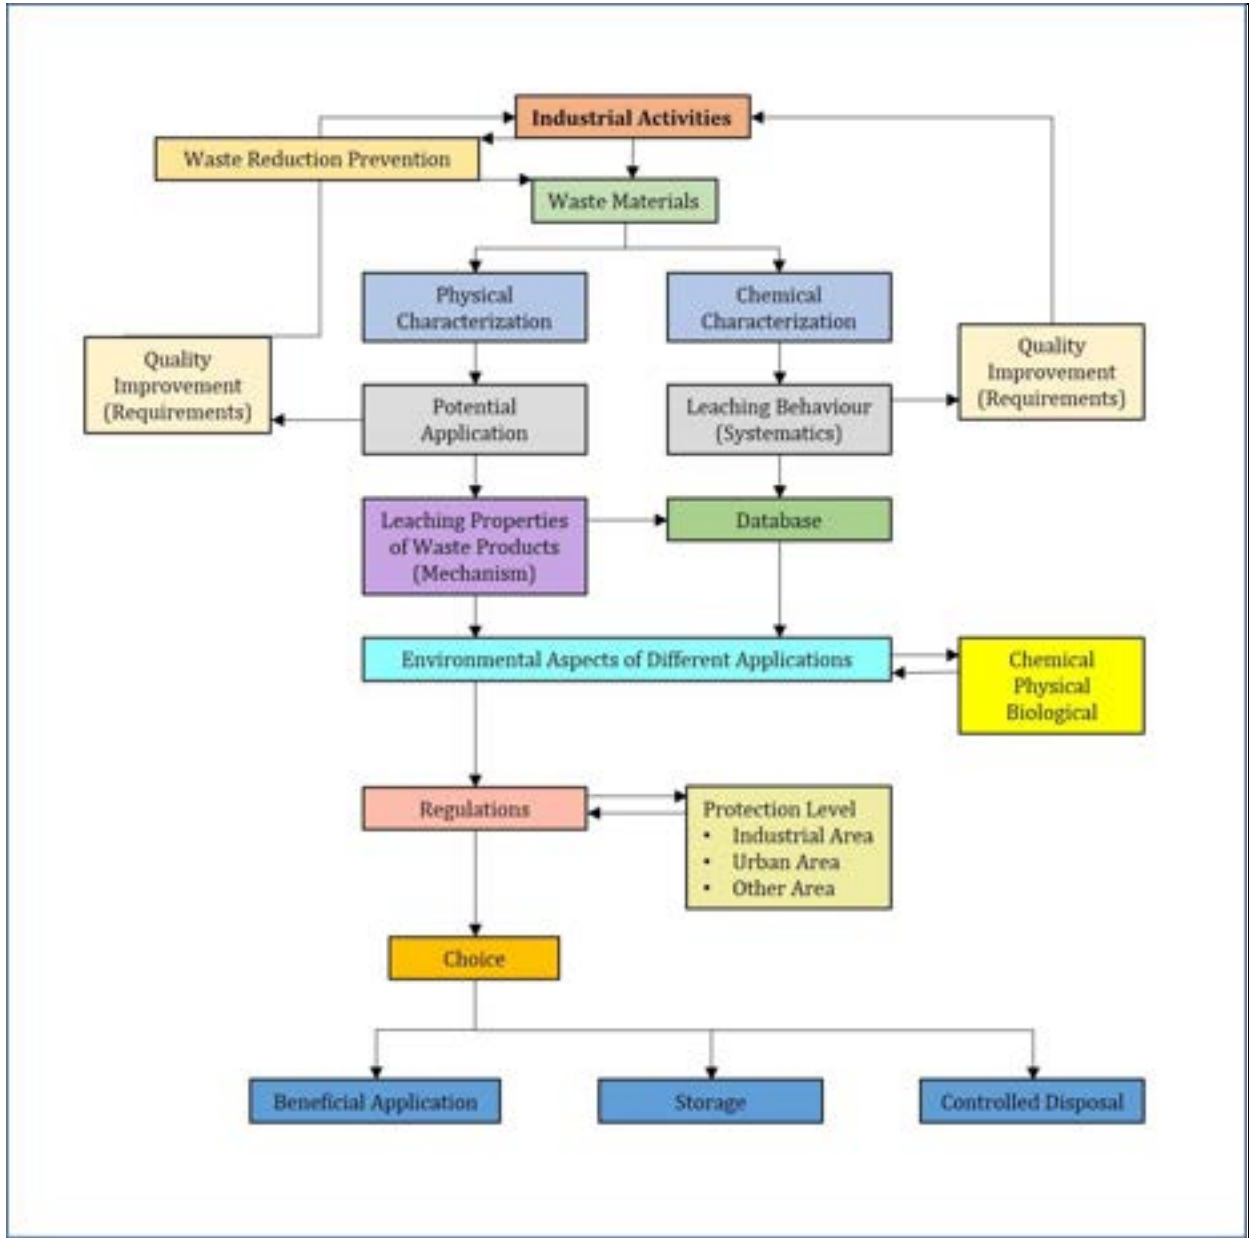 Industrial Activities
Waste Reduction Prevention
Waste Materials
Physical
Characterization
Chemical
Characterization
Quality
Improvement
(Requirements)
Quality
Improvement
(Requirements)
Potential
Application
Leaching Behaviour
(Systematics)
Leaching Properties
of Waste Products
(Mechanism)
Database
Environmental Aspects of Different Applications
Chemical
Physical
Biological
Regulations
Protection Level
• Industrial Area
• Urban Area
• Other Area
Choice
Beneficial Application
Storage
Controlled Disposal